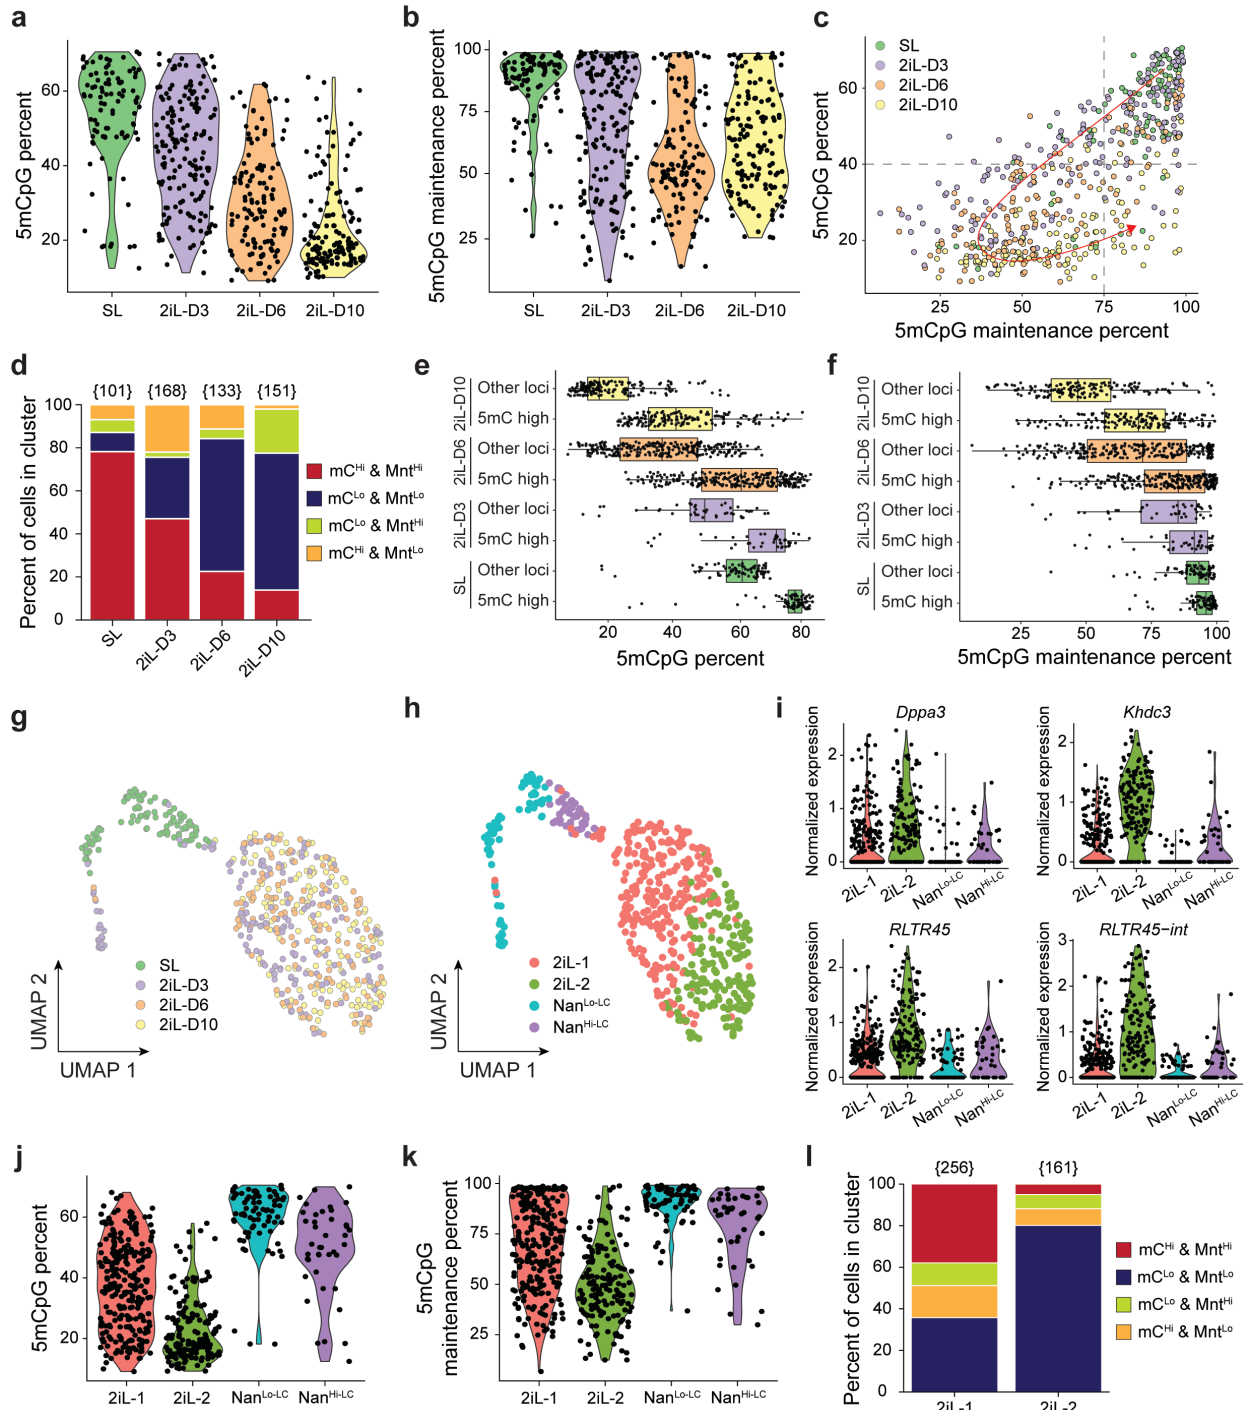 a
5mCpG percent
60
40
20
SL
2iL-D3
2iL-D6
2iL-D10
b
5mCpG maintenance percent
100
75
50
25
SL
2iL-D3
2iL-D6
2iL-D10
c
SL
2iL-D3
2iL-D6
2iL-D10
5mCpG percent
60
40
20
25
50
75
100
5mCpG maintenance percent
d
{101} {168} {133} {151}
Percent of cells in cluster
100
80
60
40
20
0
SL
2iL-D3
2iL-D6
2iL-D10
mCHi & MntHi
mCLo & MntLo
mCLo & MntHi
mCHi & MntLo
e
2iL-D10
Other loci
5mC high
2iL-D6
Other loci
5mC high
2iL-D3
Other loci
5mC high
SL
Other loci
5mC high
20
40
60
80
5mCpG percent
f
2iL-D10
Other loci
5mC high
2iL-D6
Other loci
5mC high
2iL-D3
Other loci
5mC high
SL
Other loci
5mC high
25
50
75
100
5mCpG maintenance percent
g
SL
2iL-D3
2iL-D6
2iL-D10
UMAP 2
UMAP 1
h
2iL-1
2iL-2
NanLo-LC
NanHi-LC
UMAP 2
UMAP 1
i
Dppa3
Normalized expression
2
1
0
2iL-1
2iL-2
NanLo-LC
NanHi-LC
Khdc3
Normalized expression
2
1
0
2iL-1
2iL-2
NanLo-LC
NanHi-LC
RLTR45
Normalized expression
2
1
0
2iL-1
2iL-2
NanLo-LC
NanHi-LC
RLTR45−int
Normalized expression
3
2
1
0
2iL-1
2iL-2
NanLo-LC
NanHi-LC
j
5mCpG percent
60
40
20
2iL-1
2iL-2
NanLo-LC
NanHi-LC
k
5mCpG
maintenance percent
100
75
50
25
2iL-1
2iL-2
NanLo-LC
NanHi-LC
l
{256} {161}
Percent of cells in cluster
100
80
60
40
20
0
2iL-1
2iL-2
mCHi & MntHi
mCLo & MntLo
mCLo & MntHi
mCHi & MntLo